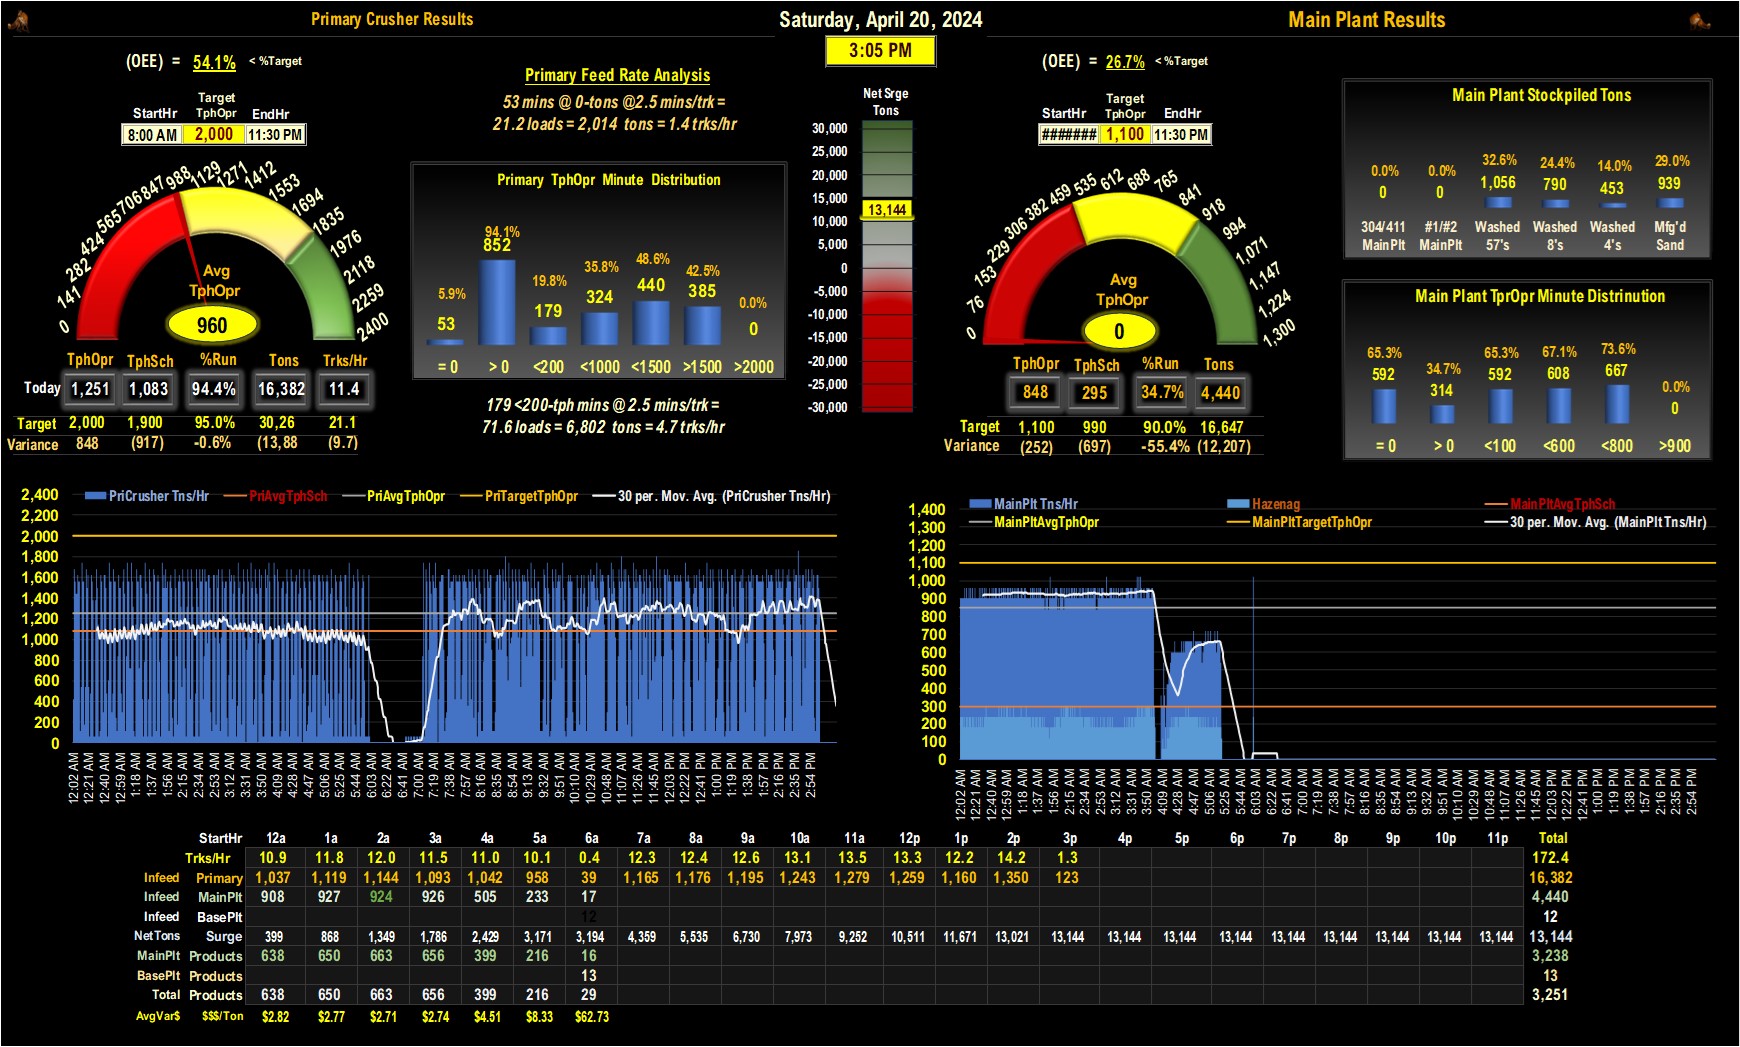 Primary Crusher Results
Saturday, April 20, 2024
Main Plant Results
3:05 PM
(OEE) = 54.1% < %Target
Target
StartHr TphOpr EndHr
8:00 AM 2,000 11:30 PM
0 141 282 424 565 706 847 988 1129 1271 1412 1553 1694 1835 1976 2118 2259 2400
Avg
TphOpr
960
TphOpr TphSch %Run Tons Trks/Hr
Today 1,251 1,083 94.4% 16,382 11.4
Target 2,000 1,900 95.0% 30,26 21.1
Variance 848 (917) -0.6% (13,88 (9.7)
Primary Feed Rate Analysis
53 mins @ 0-tons @2.5 mins/trk =
21.2 loads = 2,014 tons = 1.4 trks/hr
Primary TphOpr Minute Distribution
5.9% 94.1% 19.8% 35.8% 48.6% 42.5% 0.0%
53 852 179 324 440 385 0
= 0 > 0 <200 <1000 <1500 >1500 >2000
179 <200-tph mins @ 2.5 mins/trk =
71.6 loads = 6,802 tons = 4.7 trks/hr
Net Srge
Tons
30,000
25,000
20,000
15,000
13,144
10,000
5,000
0
-5,000
-10,000
-15,000
-20,000
-25,000
-30,000
(OEE) = 26.7% < %Target
Target
StartHr TphOpr EndHr
####### 1,100 11:30 PM
0 76 153 229 306 382 459 535 612 688 765 841 918 994 1,071 1,147 1,224 1,300
Avg
TphOpr
0
TphOpr TphSch %Run Tons
848 295 34.7% 4,440
Target 1,100 990 90.0% 16,647
Variance (252) (697) -55.4% (12,207)
Main Plant Stockpiled Tons
0.0% 0.0% 32.6% 24.4% 14.0% 29.0%
0 0 1,056 790 453 939
304/411 #1/#2 Washed Washed Washed Mfg'd
MainPlt MainPlt 57's 8's 4's Sand
Main Plant TprOpr Minute Distrinution
65.3% 34.7% 65.3% 67.1% 73.6% 0.0%
592 314 592 608 667 0
= 0 > 0 <100 <600 <800 >900
PriCrusher Tns/Hr PriAvgTphSch PriAvgTphOpr PriTargetTphOpr 30 per. Mov. Avg. (PriCrusher Tns/Hr)
2,400
2,200
2,000
1,800
1,600
1,400
1,200
1,000
800
600
400
200
0
12:02 AM 12:21 AM 12:40 AM 12:59 AM 1:18 AM 1:37 AM 1:56 AM 2:15 AM 2:34 AM 2:53 AM 3:12 AM 3:31 AM 3:50 AM 4:09 AM 4:28 AM 4:47 AM 5:06 AM 5:25 AM 5:44 AM 6:03 AM 6:22 AM 6:41 AM 7:00 AM 7:19 AM 7:38 AM 7:57 AM 8:16 AM 8:35 AM 8:54 AM 9:13 AM 9:32 AM 9:51 AM 10:10 AM 10:29 AM 10:48 AM 11:07 AM 11:26 AM 11:45 AM 12:03 PM 12:22 PM 12:41 PM 1:00 PM 1:19 PM 1:38 PM 1:57 PM 2:16 PM 2:35 PM 2:54 PM
MainPlt Tns/Hr Hazenag MainPltAvgTphSch
MainPltAvgTphOpr MainPltTargetTphOpr 30 per. Mov. Avg. (MainPlt Tns/Hr)
1,400
1,300
1,200
1,100
1,000
900
800
700
600
500
400
300
200
100
0
12:02 AM 12:21 AM 12:40 AM 12:59 AM 1:18 AM 1:37 AM 1:56 AM 2:15 AM 2:34 AM 2:53 AM 3:12 AM 3:31 AM 3:50 AM 4:09 AM 4:28 AM 4:47 AM 5:06 AM 5:25 AM 5:44 AM 6:03 AM 6:22 AM 6:41 AM 7:00 AM 7:19 AM 7:38 AM 7:57 AM 8:16 AM 8:35 AM 8:54 AM 9:13 AM 9:32 AM 9:51 AM 10:10 AM 10:29 AM 10:48 AM 11:07 AM 11:26 AM 11:45 AM 12:03 PM 12:22 PM 12:41 PM 1:00 PM 1:19 PM 1:38 PM 1:57 PM 2:16 PM 2:35 PM 2:54 PM
StartHr 12a 1a 2a 3a 4a 5a 6a 7a 8a 9a 10a 11a 12p 1p 2p 3p 4p 5p 6p 7p 8p 9p 10p 11p Total
Trks/Hr 10.9 11.8 12.0 11.5 11.0 10.1 0.4 12.3 12.4 12.6 13.1 13.5 13.3 12.2 14.2 1.3 172.4
Infeed Primary 1,037 1,119 1,144 1,093 1,042 958 39 1,165 1,176 1,195 1,243 1,279 1,259 1,160 1,350 123 16,382
Infeed MainPlt 908 927 924 926 505 233 17 4,440
Infeed BasePlt 12 12
NetTons Surge 399 868 1,349 1,786 2,429 3,171 3,194 4,359 5,535 6,730 7,973 9,252 10,511 11,671 13,021 13,144 13,144 13,144 13,144 13,144 13,144 13,144 13,144 13,144 13,144
MainPlt Products 638 650 663 656 399 216 16 3,238
BasePlt Products 13 13
Total Products 638 650 663 656 399 216 29 3,251
AvgVar$ $$$/Ton $2.82 $2.77 $2.71 $2.74 $4.51 $8.33 $62.73